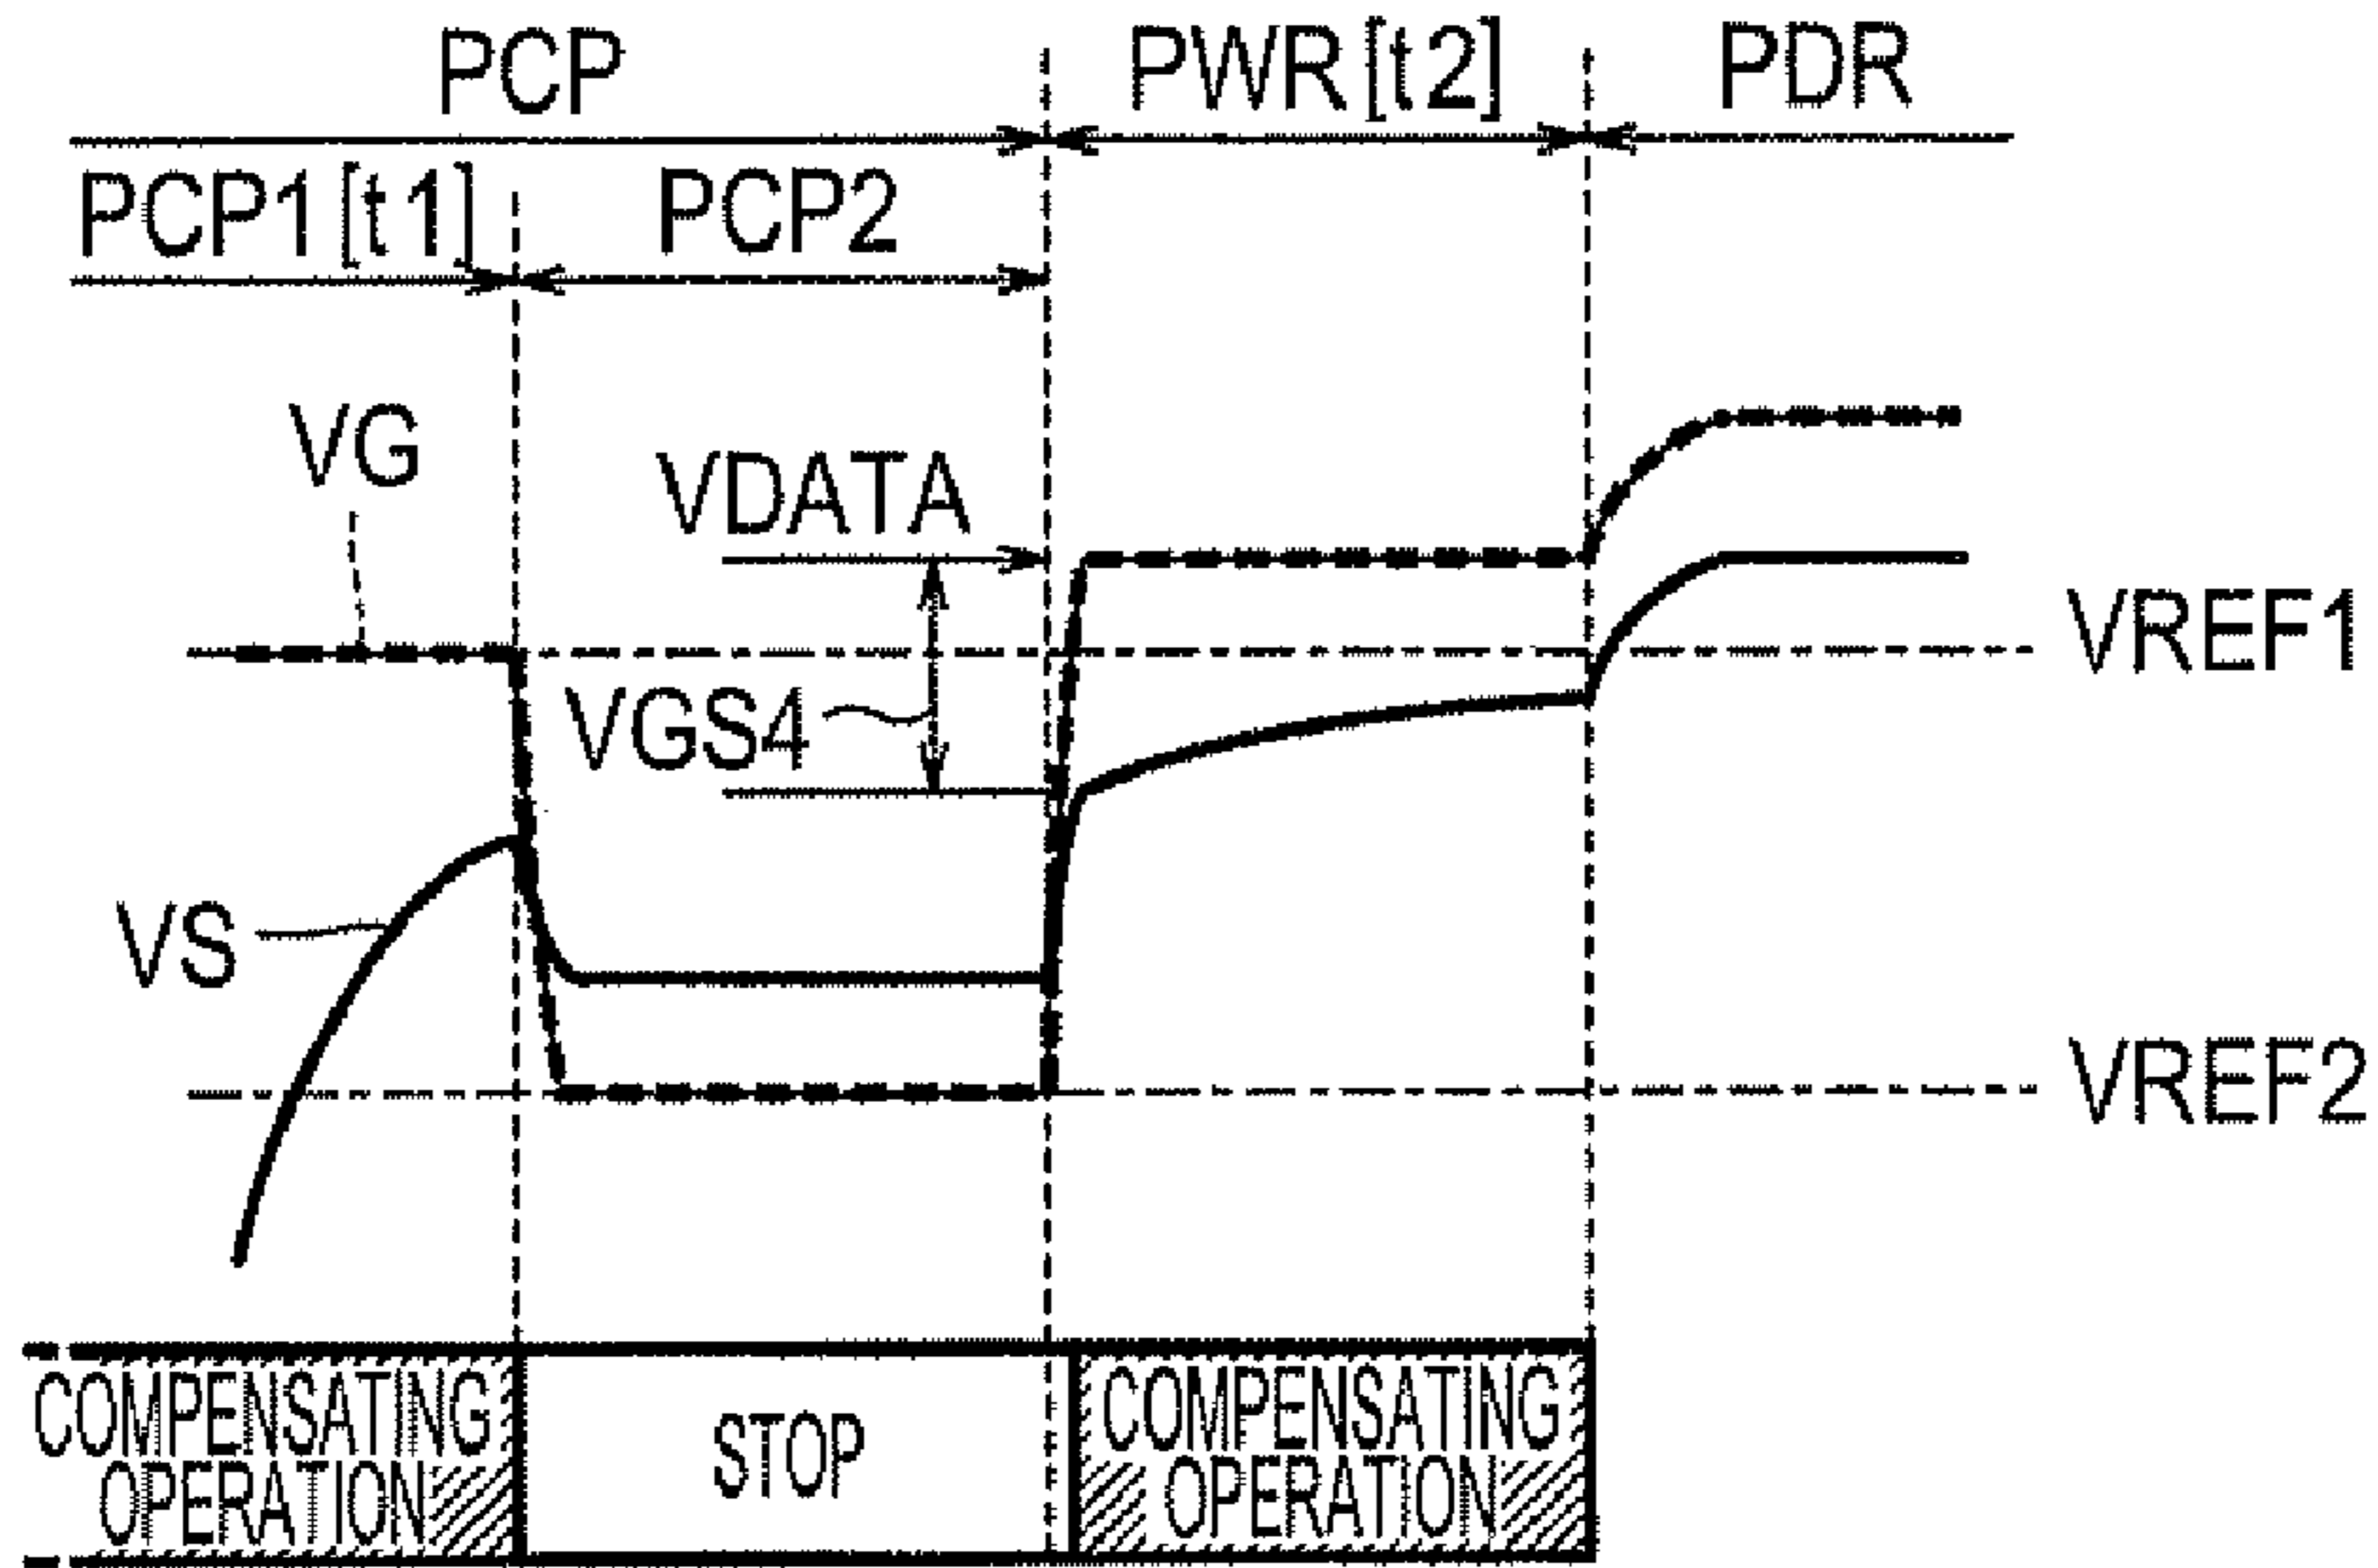 PCP
PWR[t2]
PDR
PCP1[t1]
PCP2
VG
VDATA
VREF1
VGS4
VS
VREF2
COMPENSATING
OPERATION
STOP
COMPENSATING
OPERATION